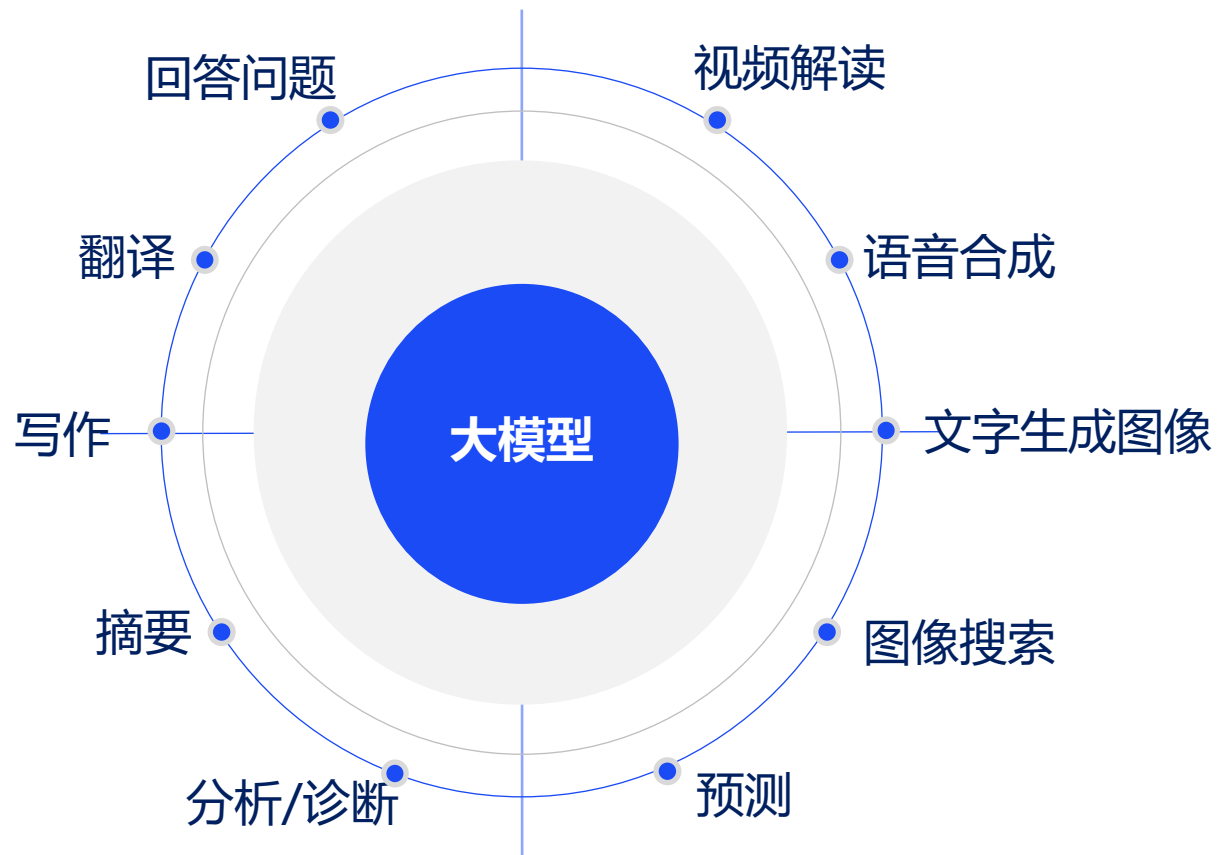 回答问题
视频解读
翻译
语音合成
写作
大模型
文字生成图像
摘要
图像搜索
分析/诊断
预测